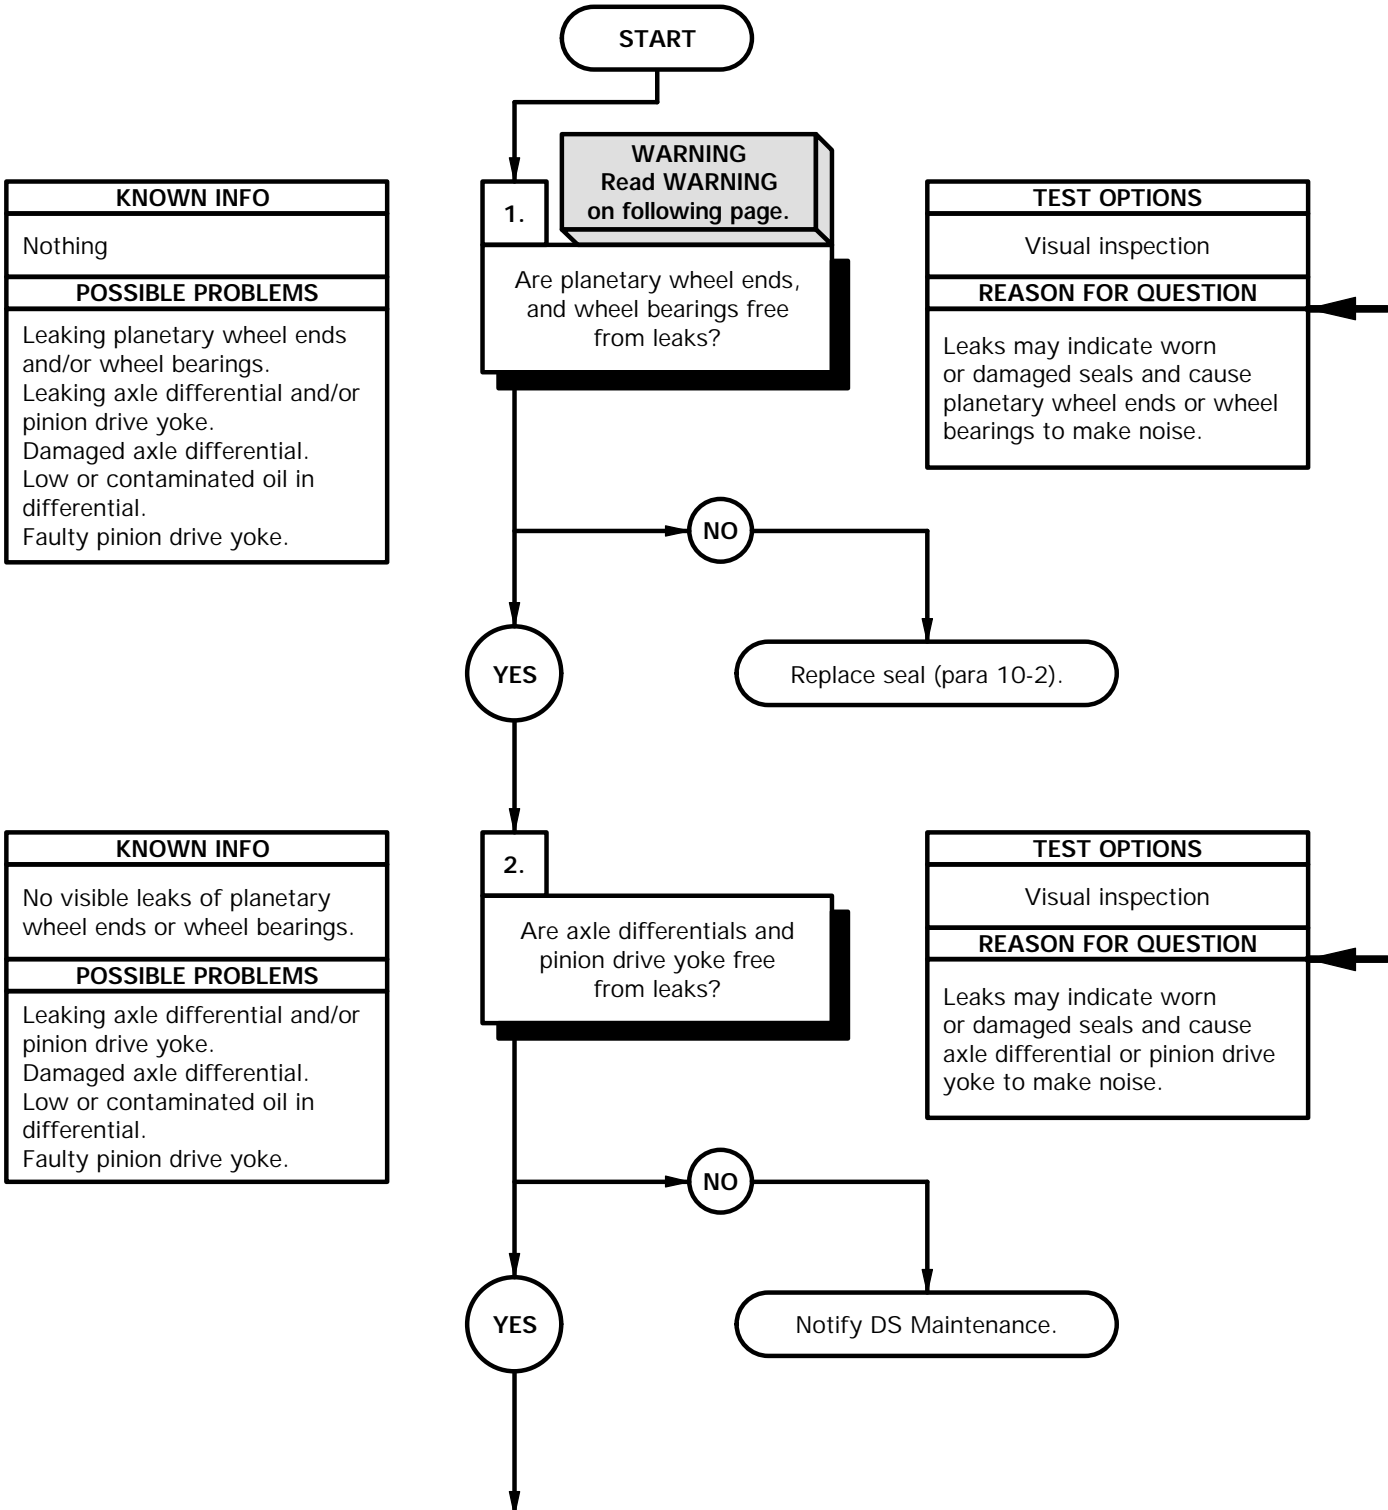 START
WARNING
Read WARNING
on following page.
KNOWN INFO
Nothing
POSSIBLE PROBLEMS
Leaking planetary wheel ends
and/or wheel bearings.
Leaking axle differential and/or
pinion drive yoke.
Damaged axle differential.
Low or contaminated oil in
differential.
Faulty pinion drive yoke.
1.
Are planetary wheel ends,
and wheel bearings free
from leaks?
TEST OPTIONS
Visual inspection
REASON FOR QUESTION
Leaks may indicate worn
or damaged seals and cause
planetary wheel ends or wheel
bearings to make noise.
NO
YES
Replace seal (para 10-2).
KNOWN INFO
No visible leaks of planetary
wheel ends or wheel bearings.
POSSIBLE PROBLEMS
Leaking axle differential and/or
pinion drive yoke.
Damaged axle differential.
Low or contaminated oil in
differential.
Faulty pinion drive yoke.
2.
Are axle differentials and
pinion drive yoke free
from leaks?
TEST OPTIONS
Visual inspection
REASON FOR QUESTION
Leaks may indicate worn
or damaged seals and cause
axle differential or pinion drive
yoke to make noise.
NO
YES
Notify DS Maintenance.